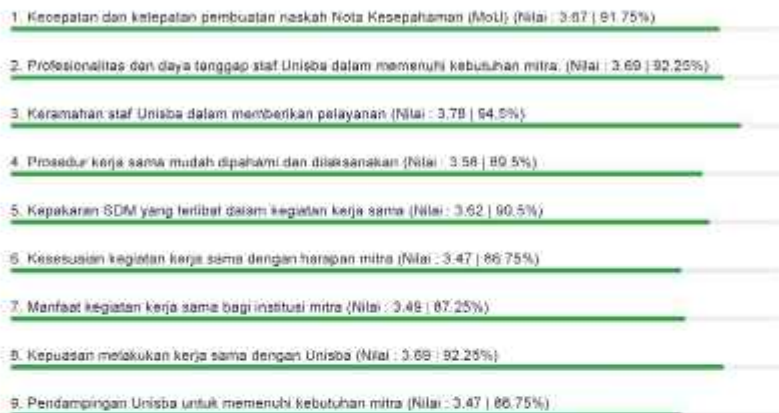 1. Kecepatan dan ketepatan pembuatan naskah Nota Kesepahaman (MoU) (Nilai : 3.67 | 91.75%)
2. Profesionalitas dan daya tanggap staf Unisba dalam memenuhi kebutuhan mitra. (Nilai : 3.69 | 92.25%)
3. Keramahan staf Unisba dalam memberikan pelayanan (Nilai : 3.78 | 94.5%)
4. Prosedur kerja sama mudah dipahami dan dilaksanakan (Nilai : 3.58 | 89.5%)
5. Kepakaran SDM yang terlibat dalam kegiatan kerja sama (Nilai : 3.62 | 90.5%)
6. Kesesuaian kegiatan kerja sama dengan harapan mitra (Nilai : 3.47 | 86.75%)
7. Manfaat kegiatan kerja sama bagi institusi mitra (Nilai : 3.49 | 87.25%)
8. Kepuasan melakukan kerja sama dengan Unisba (Nilai : 3.69 | 92.25%)
9. Pendampingan Unisba untuk memenuhi kebutuhan mitra (Nilai : 3.47 | 86.75%)